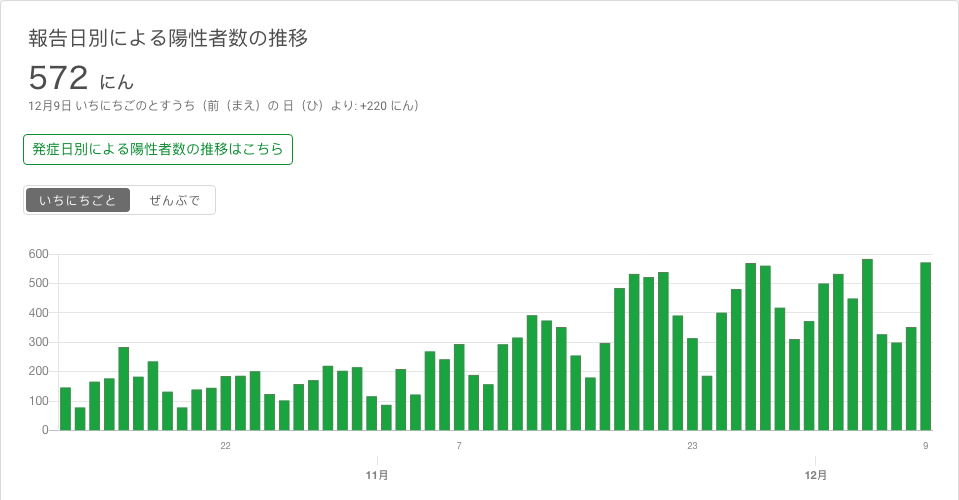 報告日別による陽性者数の推移
572 にん
12月9日 いちにちごのとすうち（前（まえ）の 日（ひ）より: +220 にん）
発症日別による陽性者数の推移はこちら
いちにちごと ぜんぶで
600
500
400
300
200
100
0
22 7 23 9
11月 12月